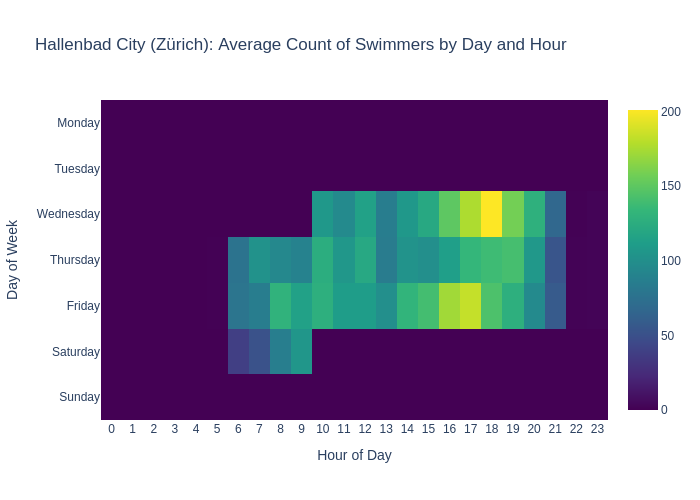 Hallenbad City (Zürich): Average Count of Swimmers by Day and Hour
Day of Week
Monday
Tuesday
Wednesday
Thursday
Friday
Saturday
Sunday
0 1 2 3 4 5 6 7 8 9 10 11 12 13 14 15 16 17 18 19 20 21 22 23
Hour of Day
200
150
100
50
0